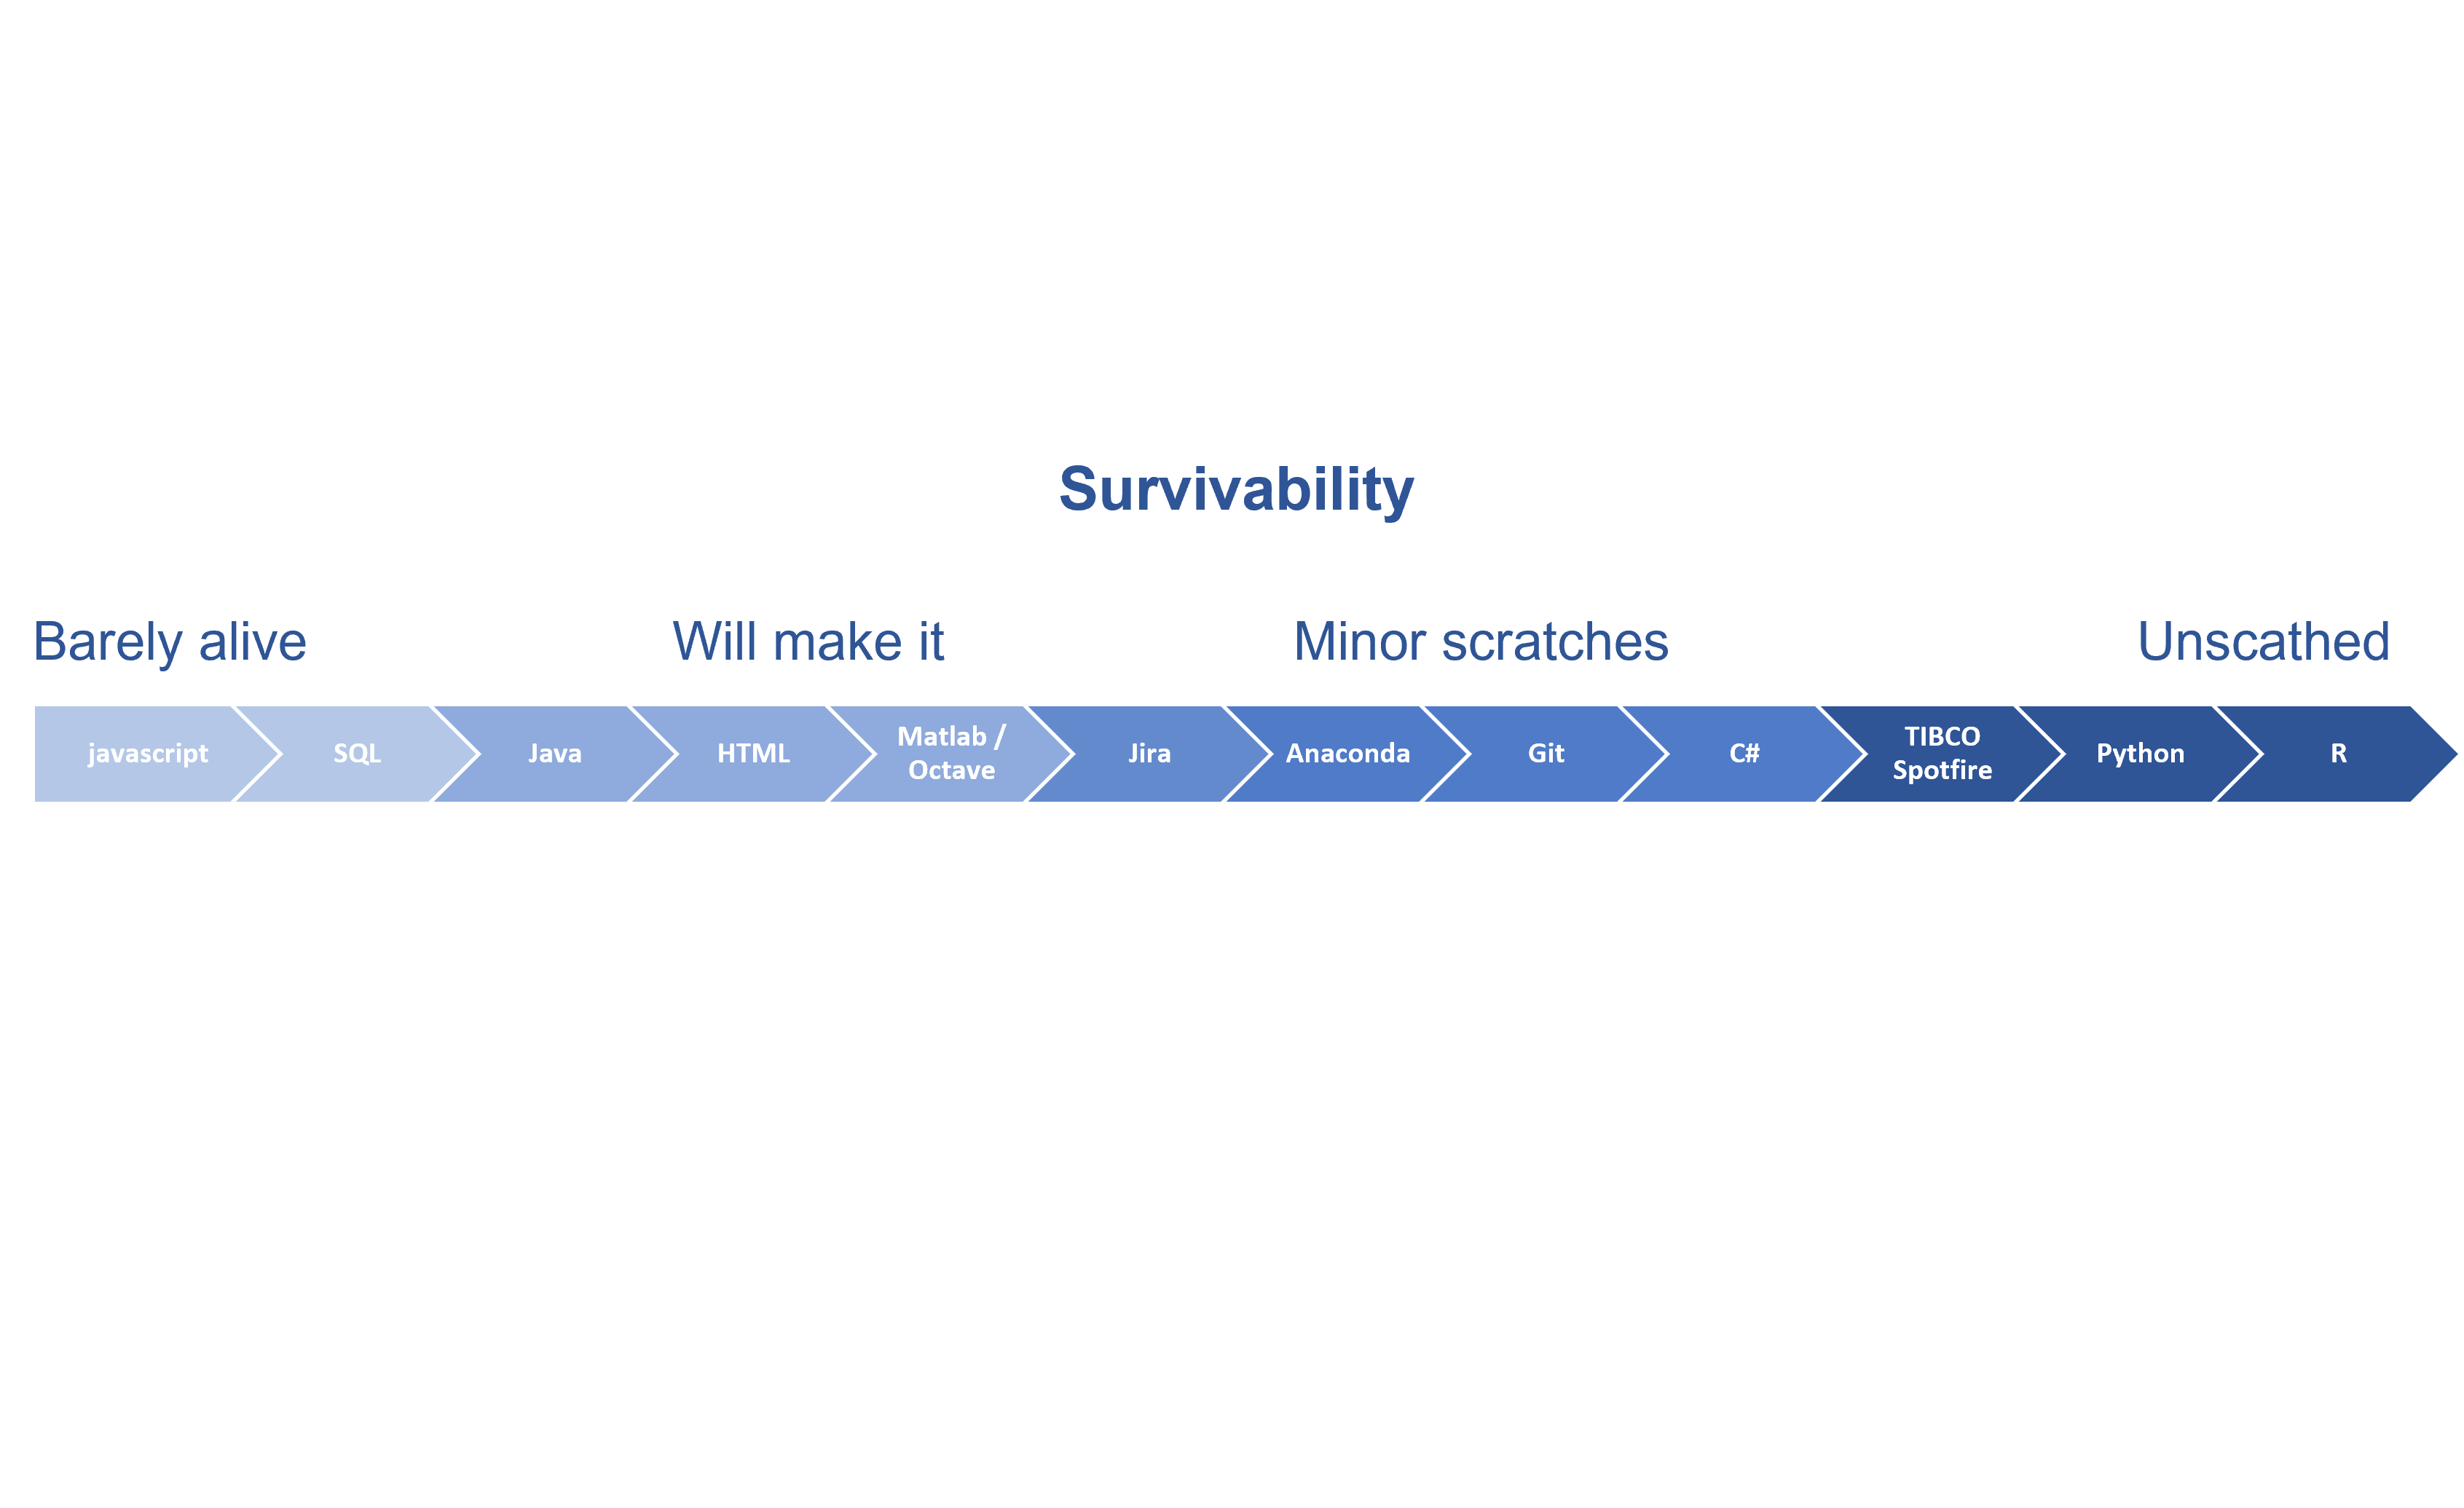 Survivability
Barely alive
Will make it
Minor scratches
Unscathed
javascript
SQL
Java
HTML
Matlab /
Octave
Jira
Anaconda
Git
C#
TIBCO
Spotfire
Python
R